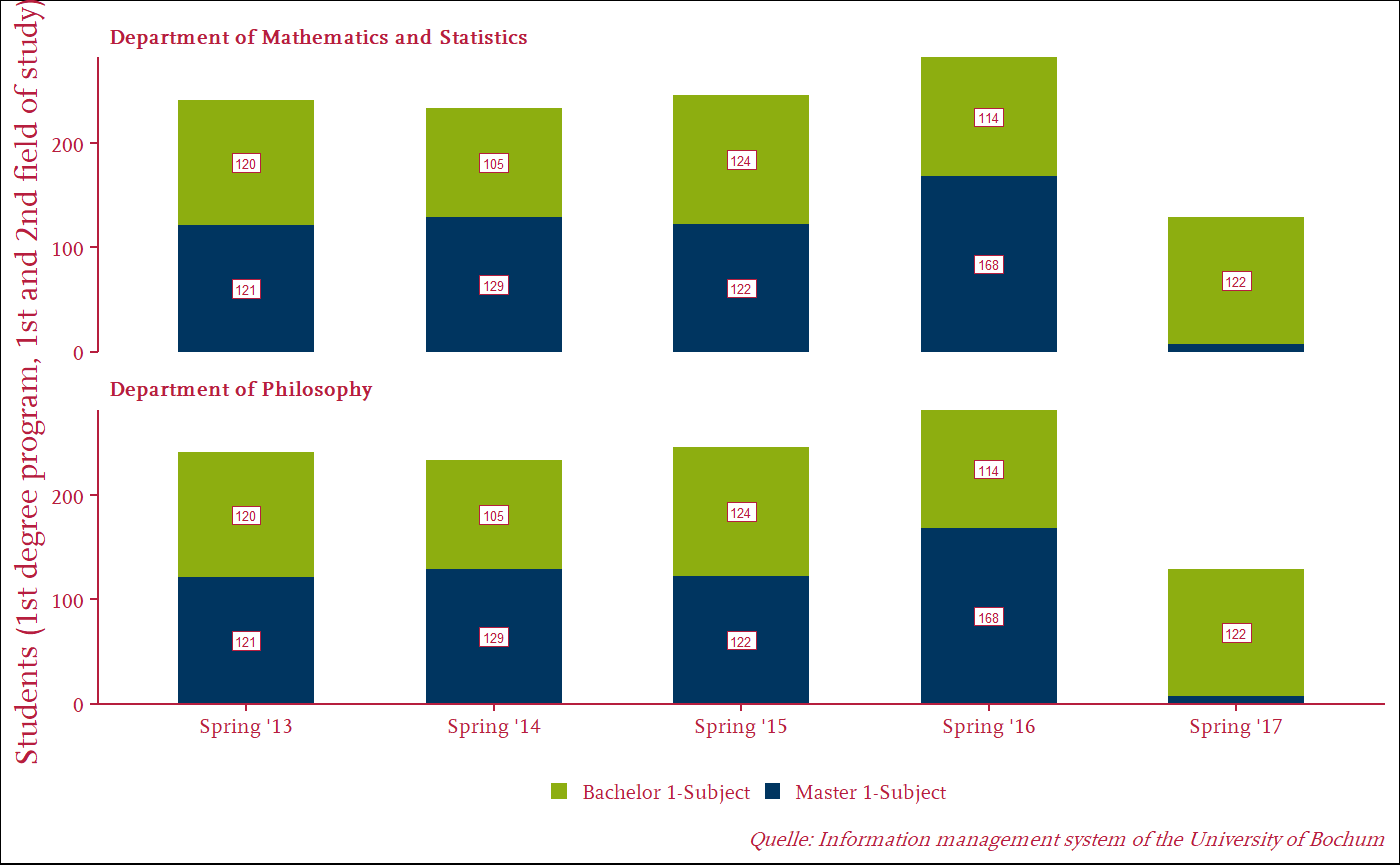 Students (1st degree program, 1st and 2nd field of study)
Department of Mathematics and Statistics
200
100
0
120 105 124 114 122
121 129 122 168
Department of Philosophy
200
100
0
120 105 124 114 122
121 129 122 168
Spring '13 Spring '14 Spring '15 Spring '16 Spring '17
Bachelor 1-Subject Master 1-Subject
Quelle: Information management system of the University of Bochum